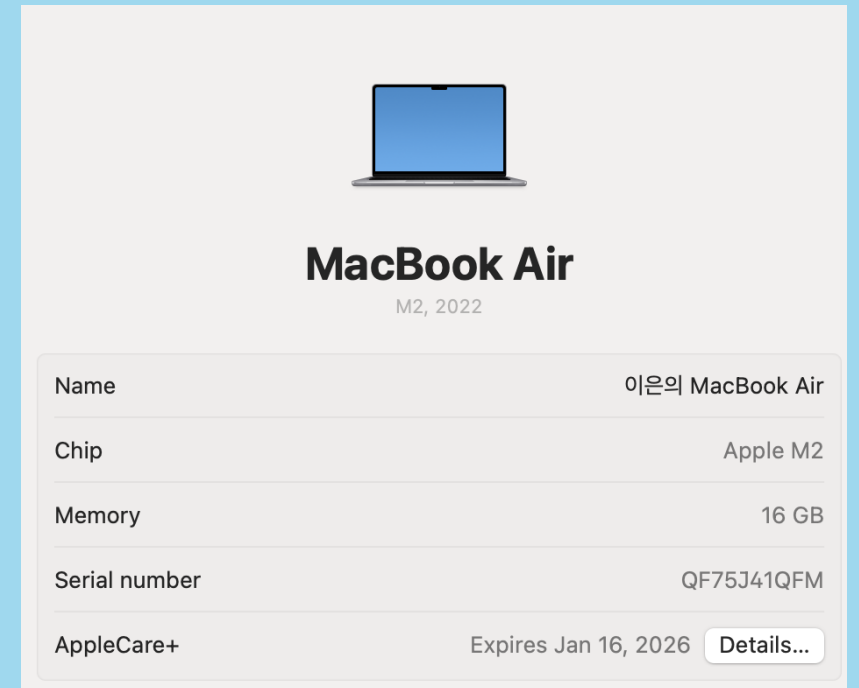 MacBook Air
M2, 2022
Name 이은의 MacBook Air
Chip Apple M2
Memory 16 GB
Serial number QF75J41QFM
AppleCare+ Expires Jan 16, 2026 Details...